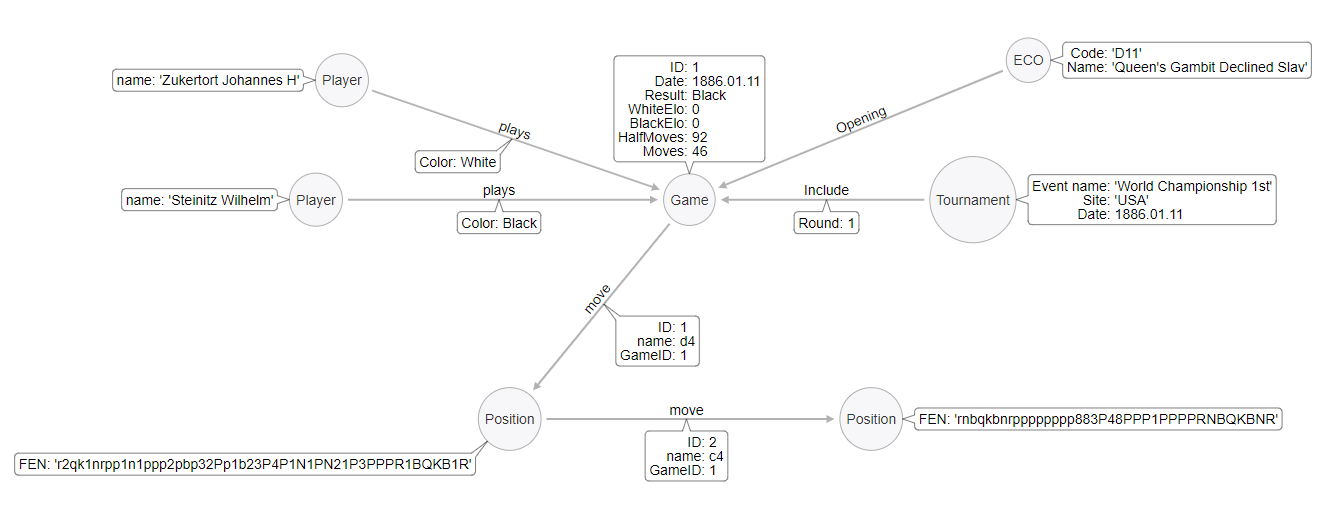 name: 'Zukertort Johannes H'
Player
plays
Color: White
ID: 1
Date: 1886.01.11
Result: Black
WhiteElo: 0
BlackElo: 0
HalfMoves: 92
Moves: 46
ECO
Code: 'D11'
Name: 'Queen's Gambit Declined Slav'
Opening
name: 'Steinitz Wilhelm'
Player
plays
Color: Black
Game
Include
Round: 1
Tournament
Event name: 'World Championship 1st'
Site: 'USA'
Date: 1886.01.11
move
ID: 1
name: d4
GameID: 1
Position
FEN: 'r2qk1nrpp1n1ppp2pbp32Pp1b23P4P1N1PN21P3PPPR1BQKB1R'
move
ID: 2
name: c4
GameID: 1
Position
FEN: 'rnbqkbnrpppppppp883P48PPP1PPPPRNBQKBNR'